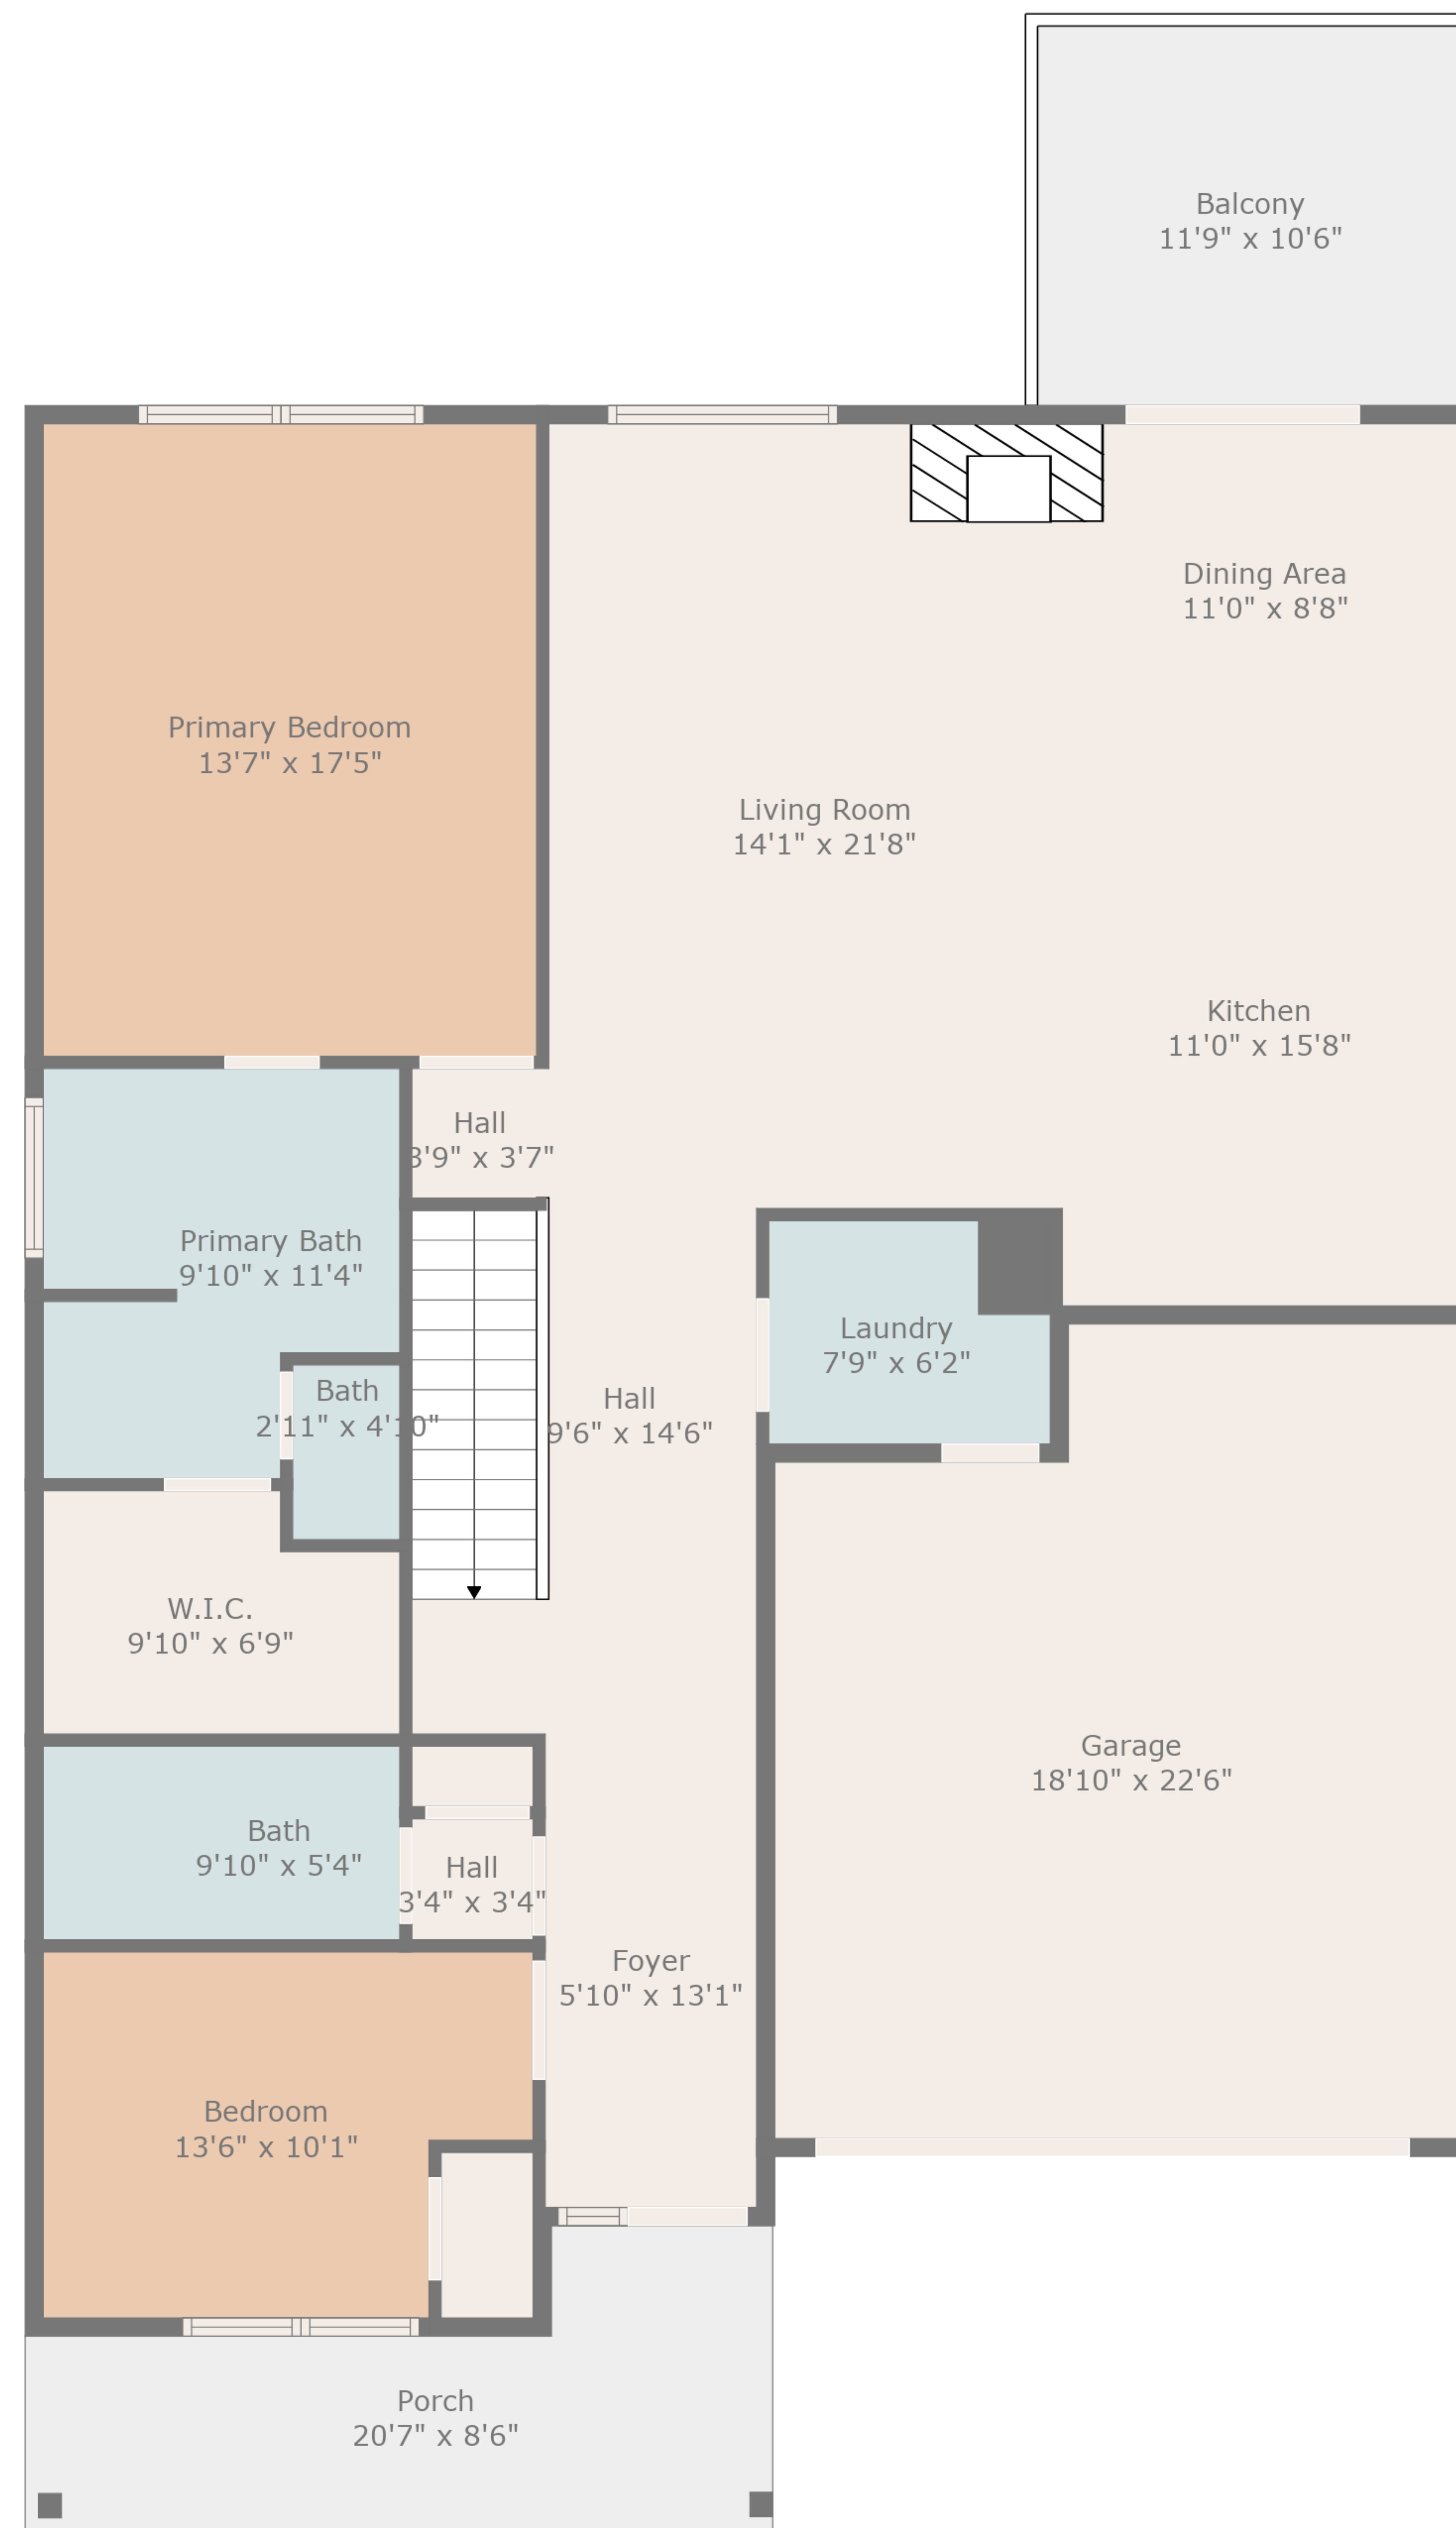 Balcony
11'9" x 10'6"
Dining Area
11'0" x 8'8"
Primary Bedroom
13'7" x 17'5"
Living Room
14'1" x 21'8"
Kitchen
11'0" x 15'8"
Hall
3'9" x 3'7"
Primary Bath
9'10" x 11'4"
Laundry
7'9" x 6'2"
Bath
2'11" x 4'10"
Hall
9'6" x 14'6"
W.I.C.
9'10" x 6'9"
Garage
18'10" x 22'6"
Bath
9'10" x 5'4"
Hall
3'4" x 3'4"
Foyer
5'10" x 13'1"
Bedroom
13'6" x 10'1"
Porch
20'7" x 8'6"